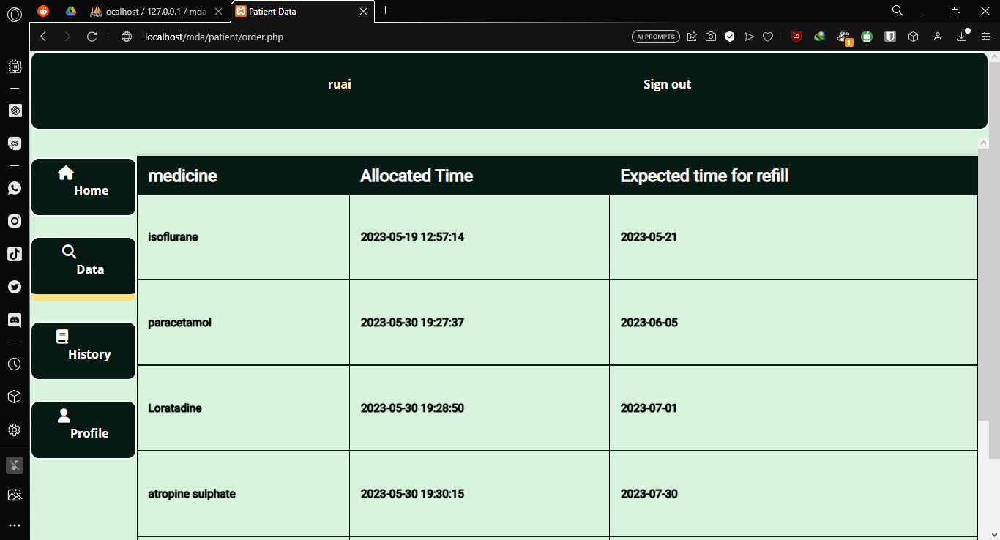 localhost / 127.0.0.1 / mda
Patient Data
localhost/mda/patient/order.php
AI PROMPTS
1
ruai
Sign out
Home
Data
History
Profile
medicine Allocated Time Expected time for refill
isoflurane 2023-05-19 12:57:14 2023-05-21
paracetamol 2023-05-30 19:27:37 2023-06-05
Loratadine 2023-05-30 19:28:50 2023-07-01
atropine sulphate 2023-05-30 19:30:15 2023-07-30